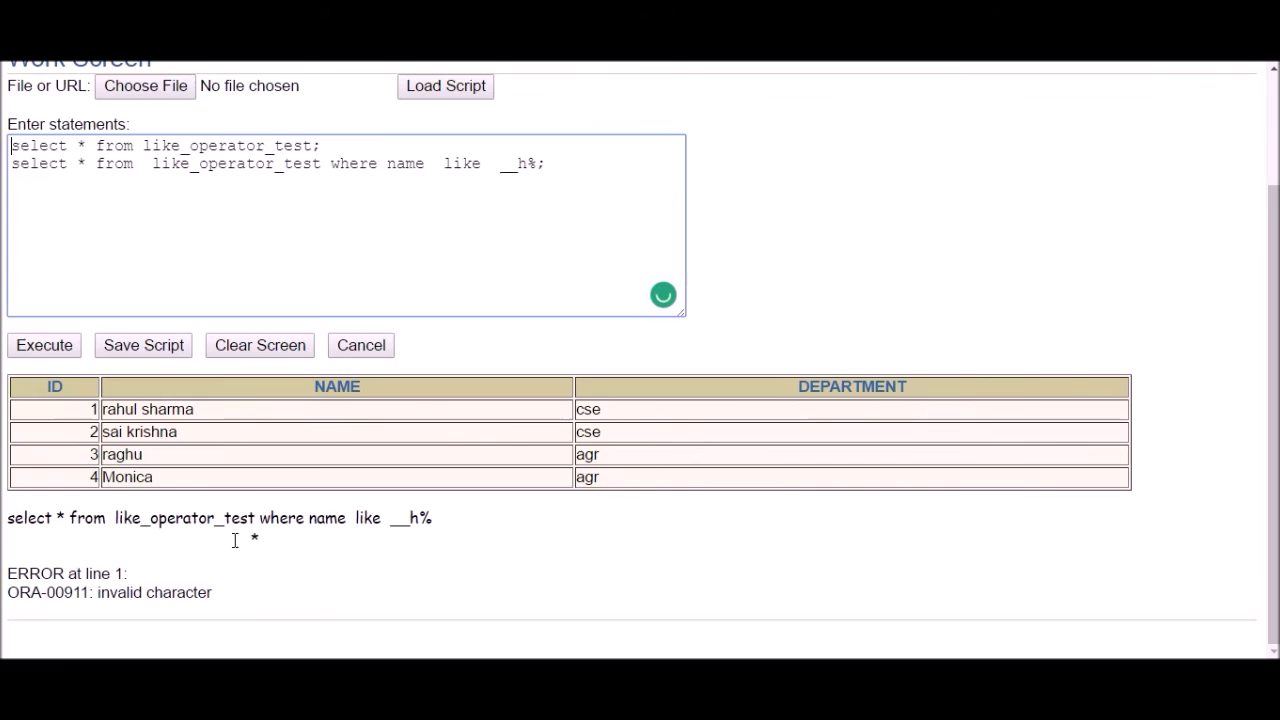 Work Screen
File or URL: Choose File No file chosen Load Script
Enter statements:
select * from like_operator_test;
select * from  like_operator_test where name  like  __h%;
Execute Save Script Clear Screen Cancel
ID NAME DEPARTMENT
1 rahul sharma cse
2 sai krishna cse
3 raghu agr
4 Monica agr
select * from  like_operator_test where name  like  __h%
*
ERROR at line 1:
ORA-00911: invalid character